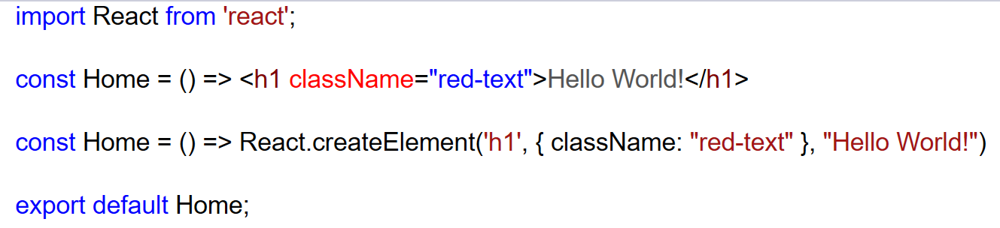 import React from 'react';
const Home = () => <h1 className="red-text">Hello World!</h1>
const Home = () => React.createElement('h1', { className: "red-text" }, "Hello World!")
export default Home;